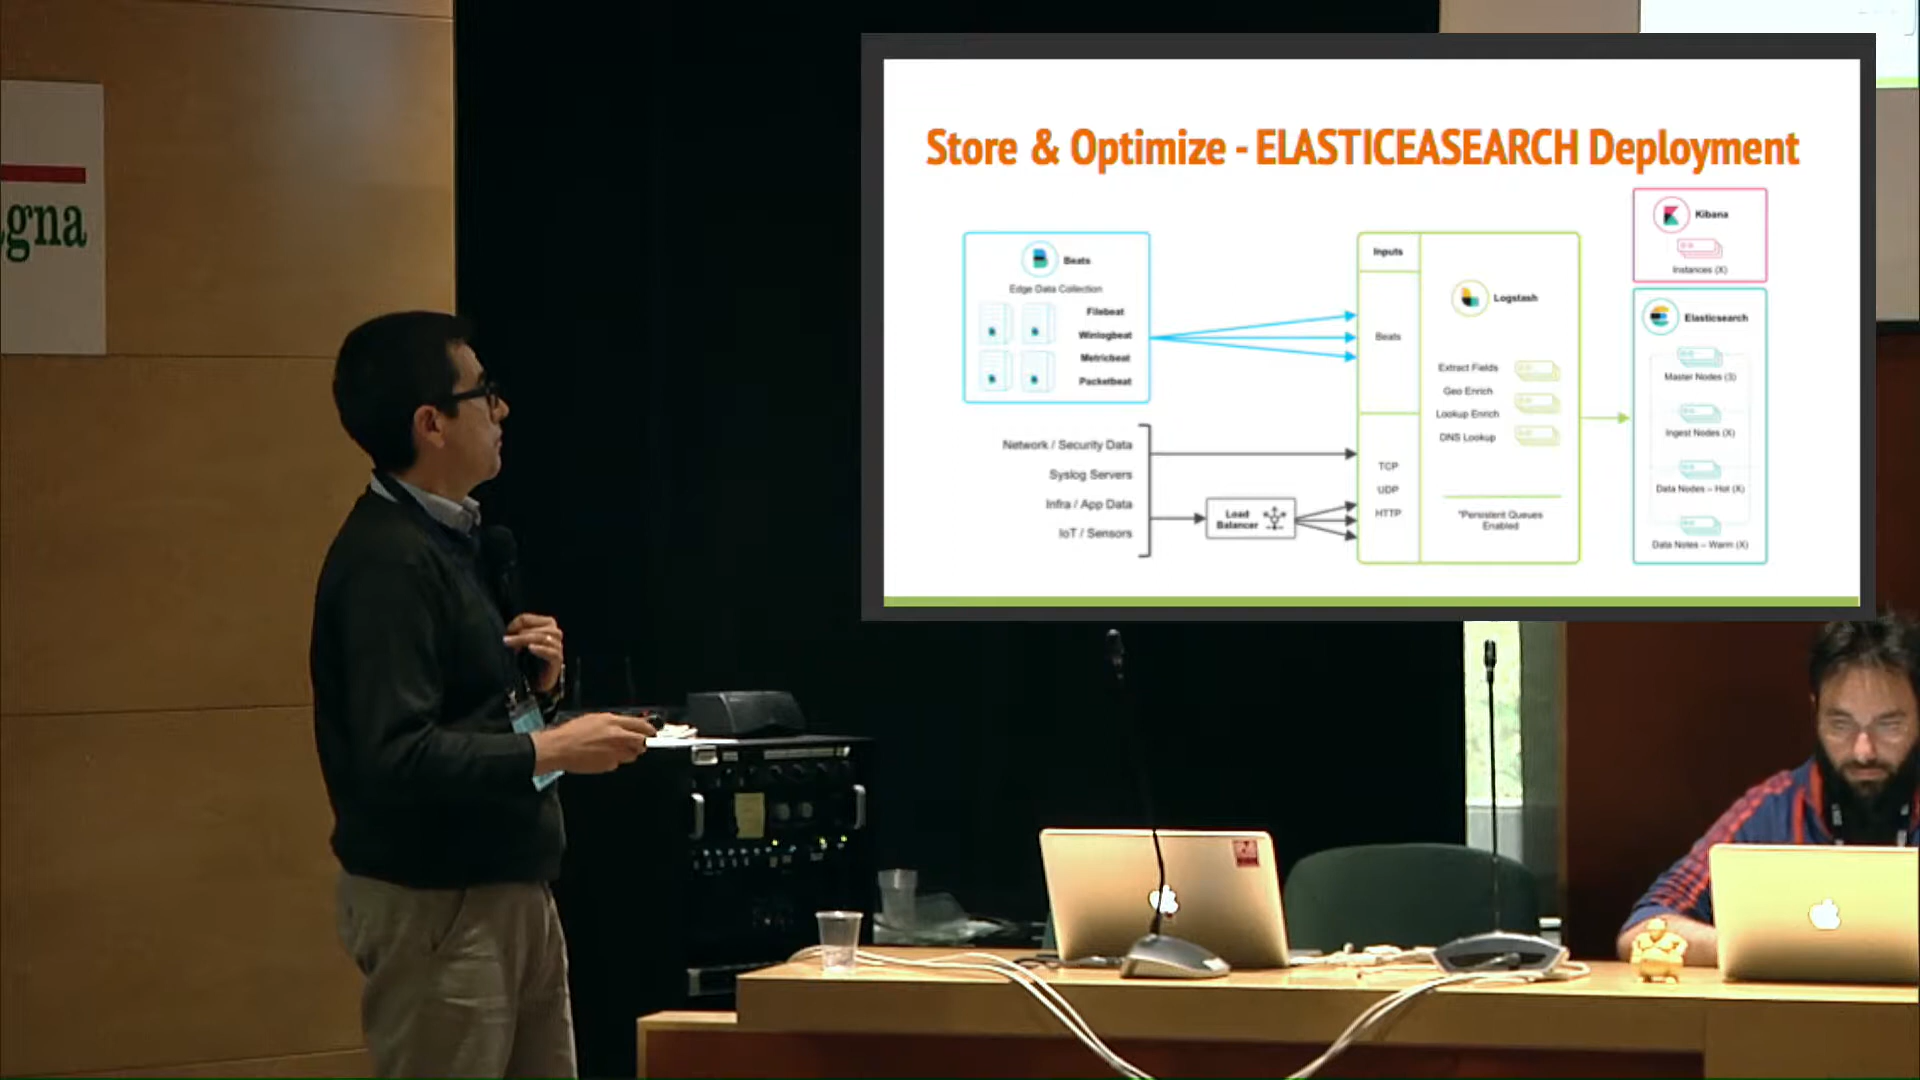 Store & Optimize - ELASTICEASEARCH Deployment
Kibana
Instances (X)
Beats
Edge Data Collection
Filebeat
Winlogbeat
Metricbeat
Packetbeat
Inputs
Beats
TCP
UDP
HTTP
Logstash
Extract Fields
Geo Enrich
Lookup Enrich
DNS Lookup
*Persistent Queues
Enabled
Elasticsearch
Master Nodes (3)
Ingest Nodes (X)
Data Nodes – Hot (X)
Data Notes – Warm (X)
Network / Security Data
Syslog Servers
Infra / App Data
IoT / Sensors
Load
Balancer
gna